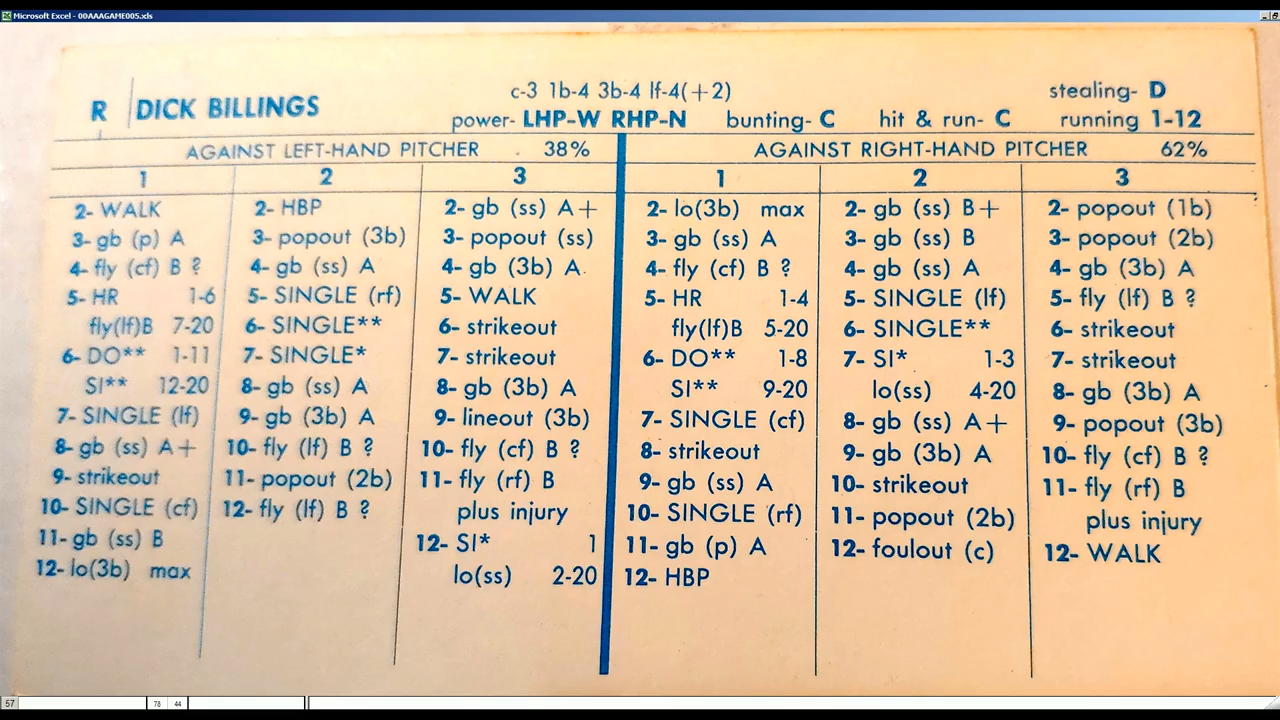 Microsoft Excel - 00AAAGAME005.xls
R DICK BILLINGS
c-3 1b-4 3b-4 lf-4(+2)
power- LHP-W RHP-N bunting- C hit & run- C
stealing- D
running 1-12
AGAINST LEFT-HAND PITCHER 38%
1 2 3
2- WALK
3- gb (p) A
4- fly (cf) B ?
5- HR 1-6
fly(lf)B 7-20
6- DO** 1-11
SI** 12-20
7- SINGLE (lf)
8- gb (ss) A+
9- strikeout
10- SINGLE (cf)
11- gb (ss) B
12- lo(3b) max
2- HBP
3- popout (3b)
4- gb (ss) A
5- SINGLE (rf)
6- SINGLE**
7- SINGLE*
8- gb (ss) A
9- gb (3b) A
10- fly (lf) B ?
11- popout (2b)
12- fly (lf) B ?
2- gb (ss) A+
3- popout (ss)
4- gb (3b) A
5- WALK
6- strikeout
7- strikeout
8- gb (3b) A
9- lineout (3b)
10- fly (cf) B ?
11- fly (rf) B
plus injury
12- SI* 1
lo(ss) 2-20
AGAINST RIGHT-HAND PITCHER 62%
1 2 3
2- lo(3b) max
3- gb (ss) A
4- fly (cf) B ?
5- HR 1-4
fly(lf)B 5-20
6- DO** 1-8
SI** 9-20
7- SINGLE (cf)
8- strikeout
9- gb (ss) A
10- SINGLE (rf)
11- gb (p) A
12- HBP
2- gb (ss) B+
3- gb (ss) B
4- gb (ss) A
5- SINGLE (lf)
6- SINGLE**
7- SI* 1-3
lo(ss) 4-20
8- gb (ss) A+
9- gb (3b) A
10- strikeout
11- popout (2b)
12- foulout (c)
2- popout (1b)
3- popout (2b)
4- gb (3b) A
5- fly (lf) B ?
6- strikeout
7- strikeout
8- gb (3b) A
9- popout (3b)
10- fly (cf) B ?
11- fly (rf) B
plus injury
12- WALK
57 78 44